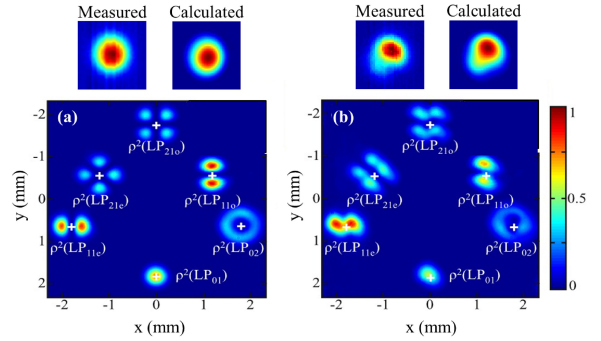 Measured Calculated Measured Calculated
(a) (b)
-2 -2
ρ²(LP₂₁ₒ) ρ²(LP₂₁ₒ)
-1 -1
ρ²(LP₂₁ₑ) ρ²(LP₁₁ₒ) ρ²(LP₂₁ₑ) ρ²(LP₁₁ₒ)
0 0
y (mm) y (mm)
1 1
ρ²(LP₁₁ₑ) ρ²(LP₀₂) ρ²(LP₁₁ₑ) ρ²(LP₀₂)
2 2
ρ²(LP₀₁) ρ²(LP₀₁)
-2 -1 0 1 2 -2 -1 0 1 2
x (mm) x (mm)
1
0.5
0